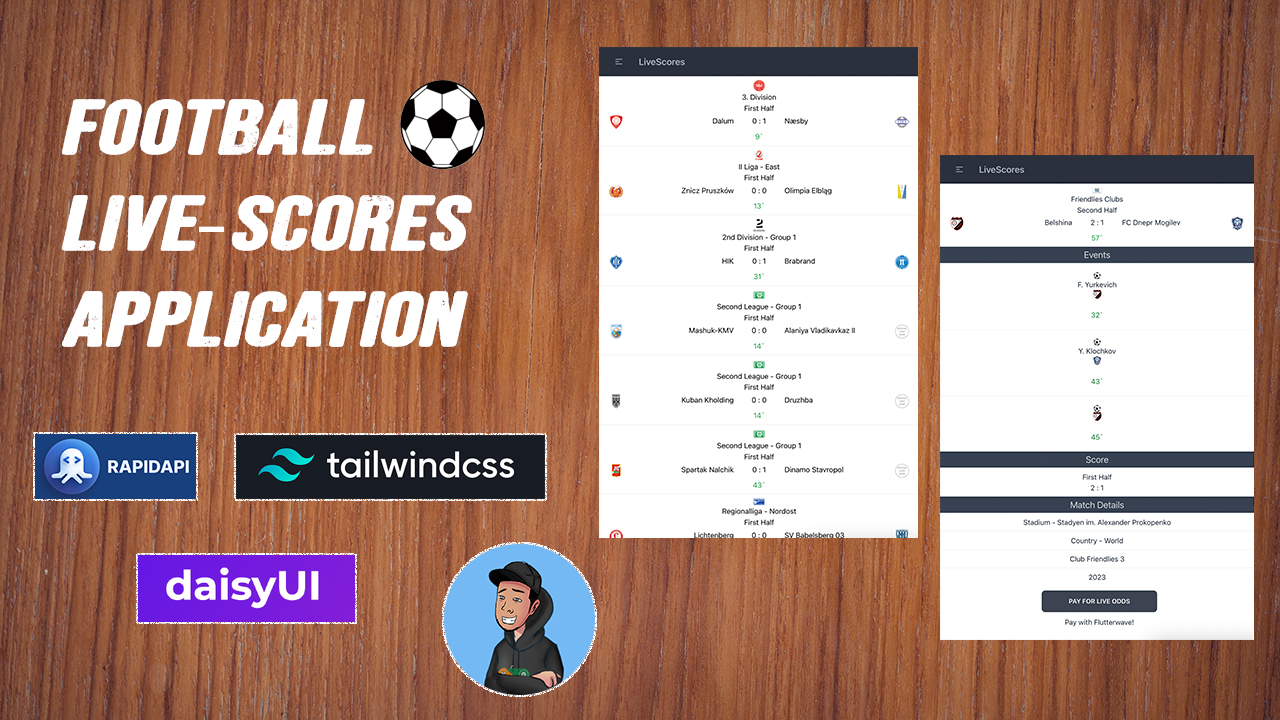 FOOTBALL
LIVE-SCORES
APPLICATION
RAPIDAPI
tailwindcss
daisyUI
LiveScores
3. Division
First Half
Dalum 0 : 1 Næsby
9'
II Liga - East
First Half
Znicz Pruszków 0 : 0 Olimpia Elbląg
13'
2nd Division - Group 1
First Half
HIK 0 : 1 Brabrand
31'
Second League - Group 1
First Half
Mashuk-KMV 0 : 0 Alaniya Vladikavkaz II
14'
Second League - Group 1
First Half
Kuban Kholding 0 : 0 Druzhba
14'
Second League - Group 1
First Half
Spartak Nalchik 0 : 1 Dinamo Stavropol
43'
Regionalliga - Nordost
First Half
Lichtenberg 0 : 0 SV Babelsberg 03
LiveScores
Friendlies Clubs
Second Half
Belshina 2 : 1 FC Dnepr Mogilev
57'
Events
F. Yurkevich
32'
Y. Klochkov
43'
45'
Score
First Half
2 : 1
Match Details
Stadium - Stadyen im. Alexander Prokopenko
Country - World
Club Friendlies 3
2023
PAY FOR LIVE ODDS
Pay with Flutterwave!